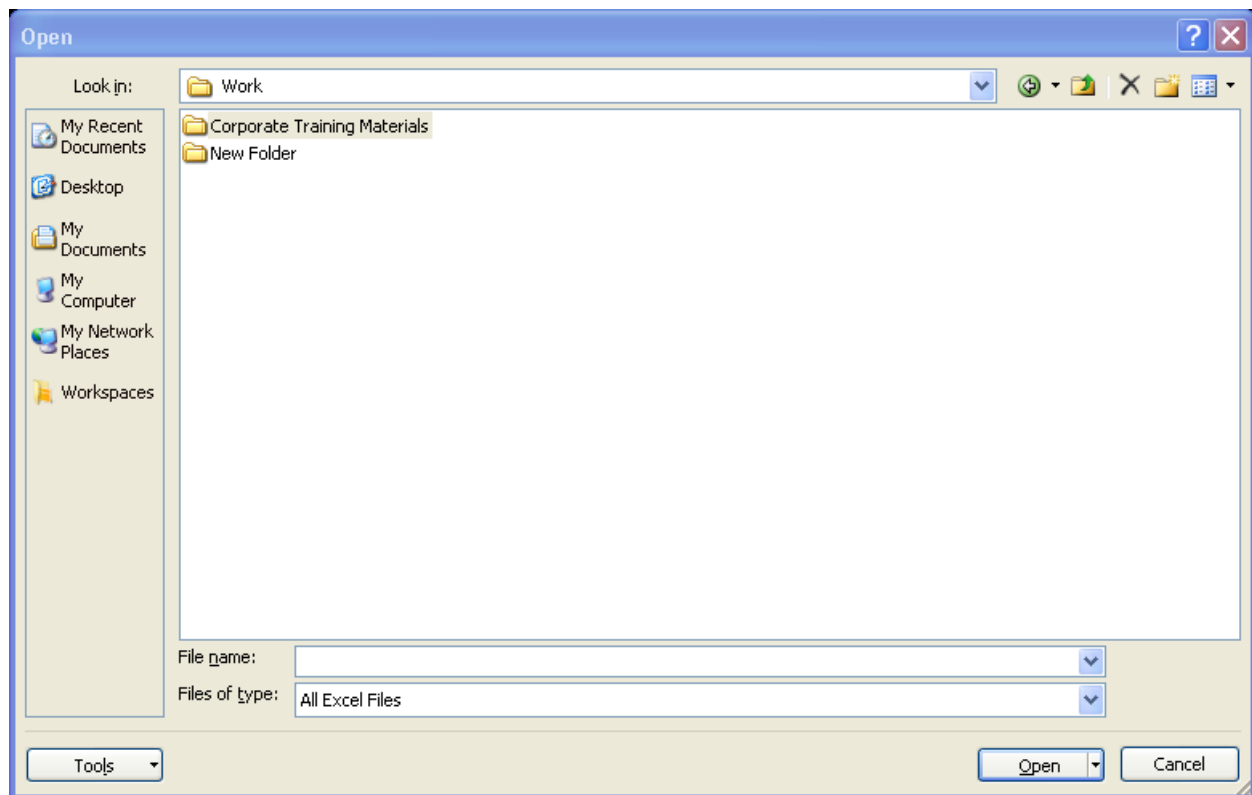 Open
Look in:
Work
My Recent
Documents
Desktop
My
Documents
My
Computer
My Network
Places
Workspaces
Corporate Training Materials
New Folder
File name:
Files of type:
All Excel Files
Tools
Open
Cancel